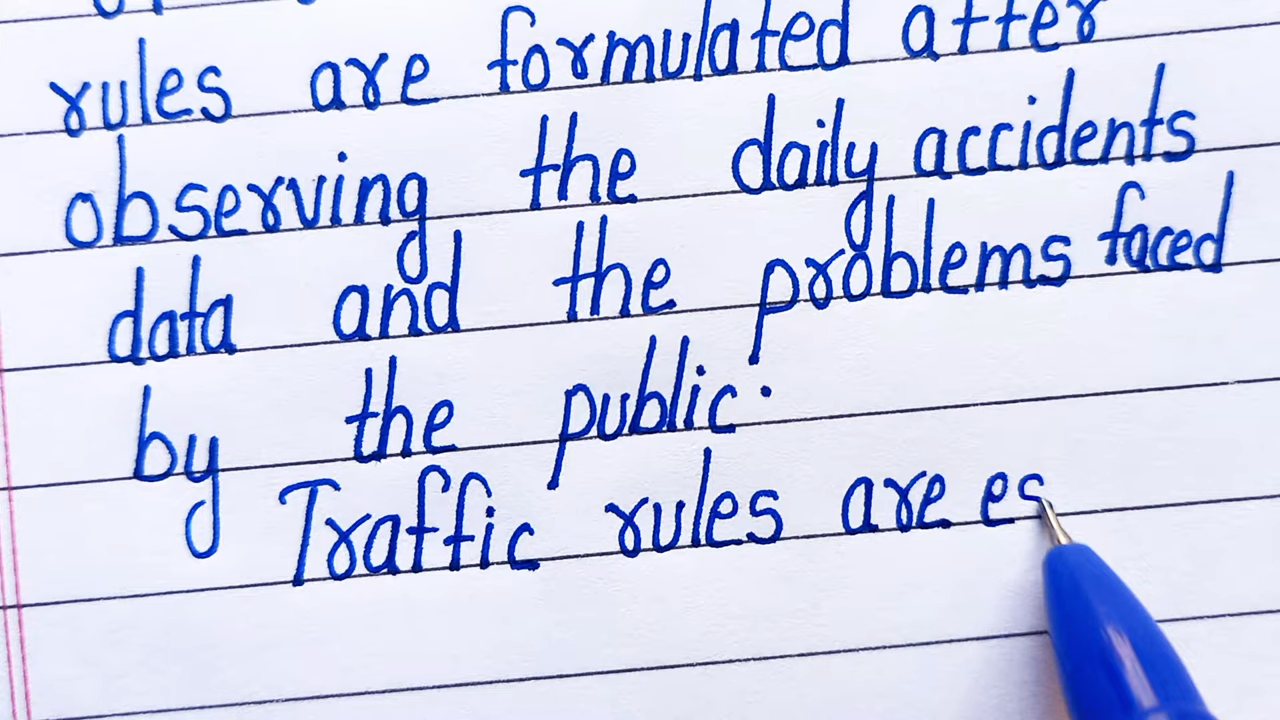 rules are formulated after
observing the daily accidents
data and the problems faced
by the public.
Traffic rules are es